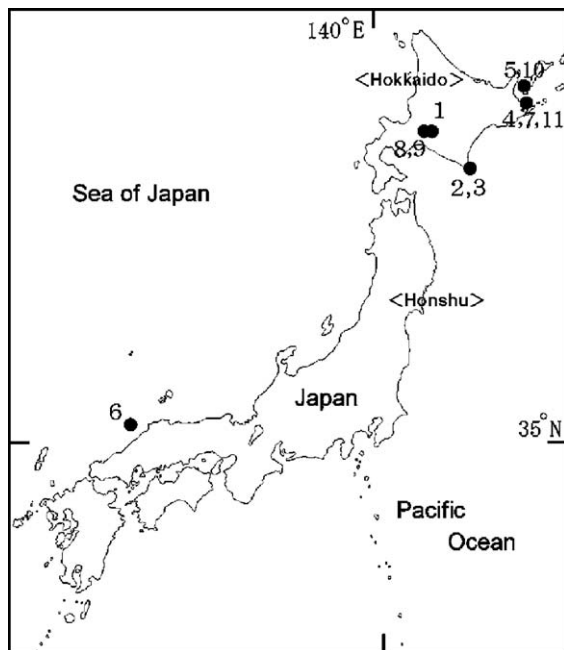 140°E
5,10
<Hokkaido>
4,7,11
1
8,9
2,3
Sea of Japan
<Honshu>
Japan
6
35°N
Pacific
Ocean